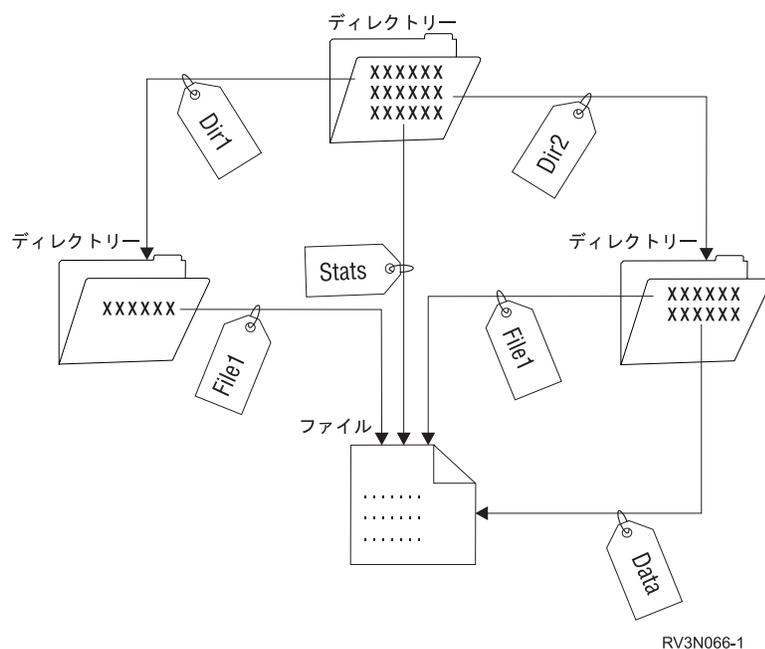 ディレクトリー
XXXXXX
XXXXXX
XXXXXX
Dir1
Dir2
ディレクトリー
ディレクトリー
Stats
XXXXXX
XXXXXX
XXXXXX
File1
File1
ファイル
.......
.......
.......
Data
RV3N066-1